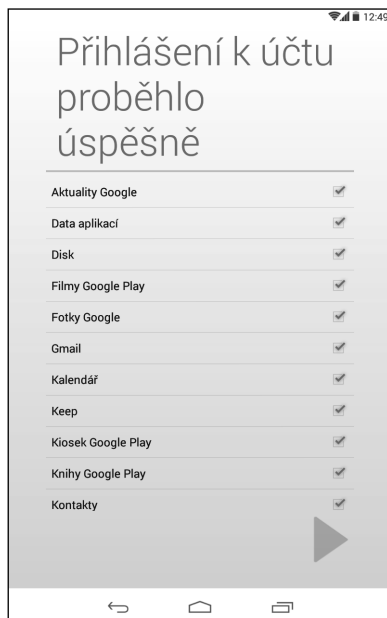 12:49
Přihlášení k účtu
proběhlo
úspěšně
Aktuality Google
Data aplikací
Disk
Filmy Google Play
Fotky Google
Gmail
Kalendář
Keep
Kiosek Google Play
Knihy Google Play
Kontakty